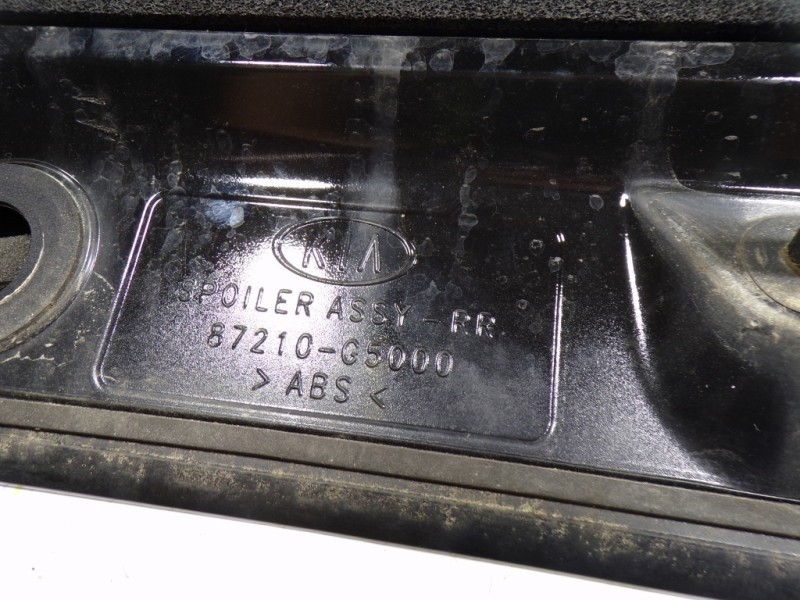 KIA
SPOILER ASSY-RR
87210-G5000
>ABS<